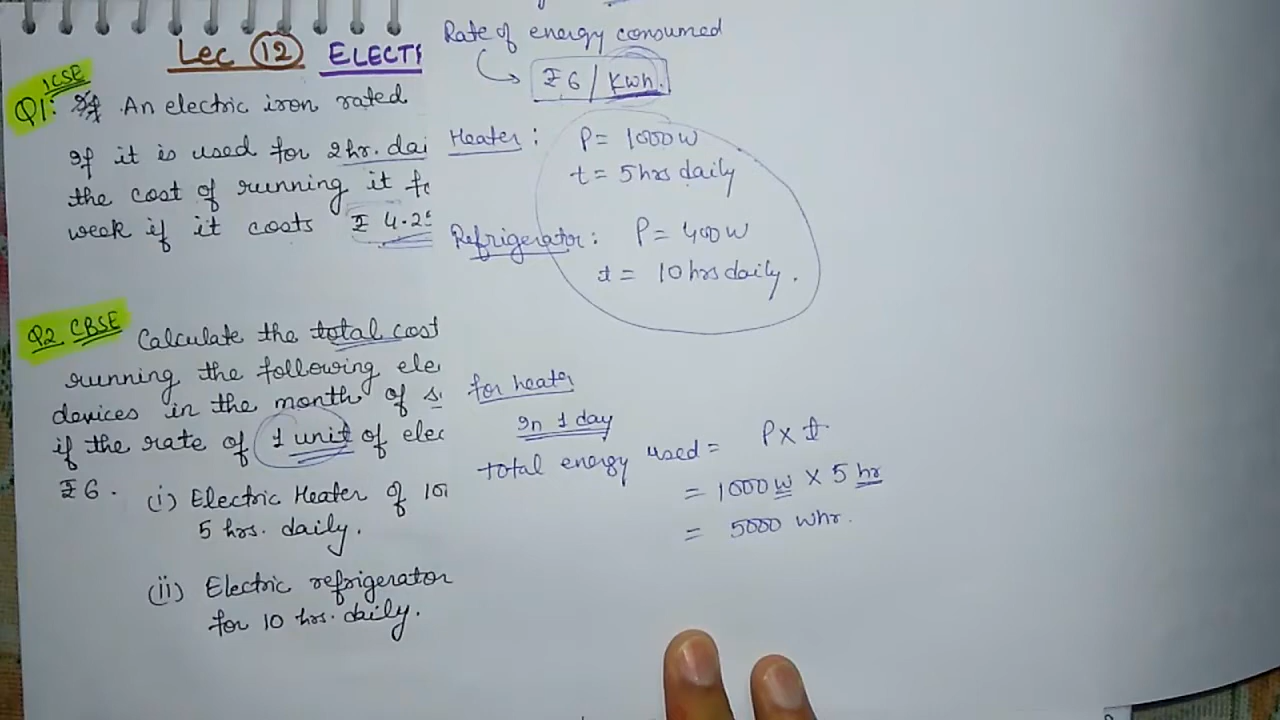 Lec 12 ELECT
ICSE
Q1: An electric iron rated
If it is used for 2hr. dai
the cost of running it fo
week if it costs ₹ 4.25
Q2 CBSE Calculate the total cost
running the following ele
devices in the month of s
if the rate of 1 unit of elec
₹6. (i) Electric Heater of 10
5 hrs. daily.
(ii) Electric refrigerator
for 10 hrs. daily.
Rate of energy consumed
₹6 / Kwh.
Heater: P = 1000 W
t = 5hrs daily
Refrigerator: P = 400 W
t = 10 hrs daily.
for heater
In 1 day
total energy used = P x t
= 1000 W x 5 hr
= 5000 Whr.